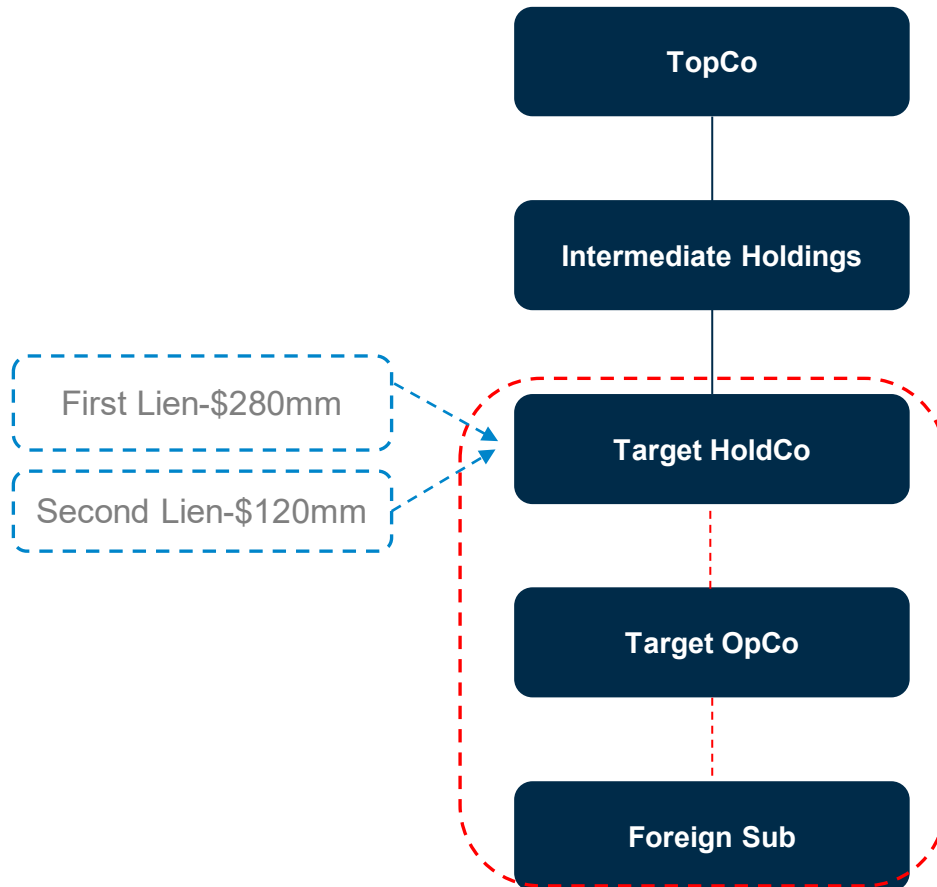 TopCo
Intermediate Holdings
First Lien-$280mm
Target HoldCo
Second Lien-$120mm
Target OpCo
Foreign Sub